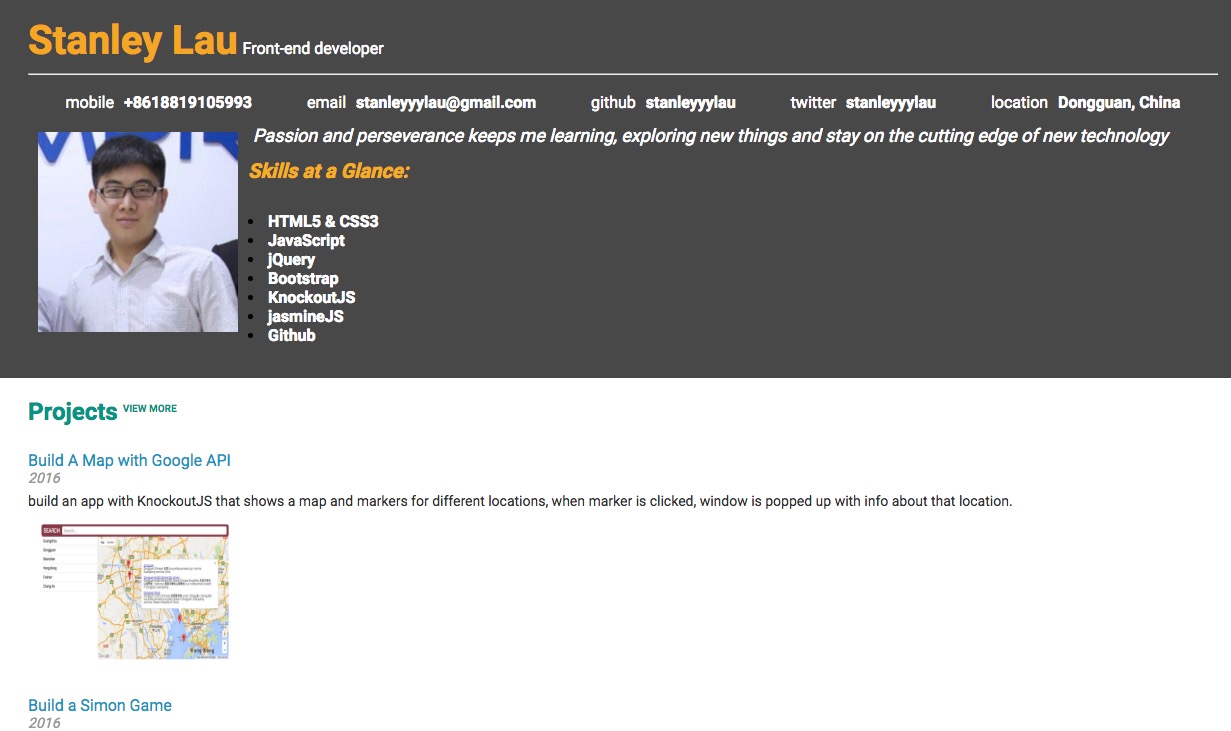 Stanley Lau Front-end developer
mobile +8618819105993 email stanleyyylau@gmail.com github stanleyyylau twitter stanleyyylau location Dongguan, China
Passion and perseverance keeps me learning, exploring new things and stay on the cutting edge of new technology
Skills at a Glance:
HTML5 & CSS3
JavaScript
jQuery
Bootstrap
KnockoutJS
jasmineJS
Github
Projects VIEW MORE
Build A Map with Google API
2016
build an app with KnockoutJS that shows a map and markers for different locations, when marker is clicked, window is popped up with info about that location.
SEARCH
Hong Kong
Build a Simon Game
2016